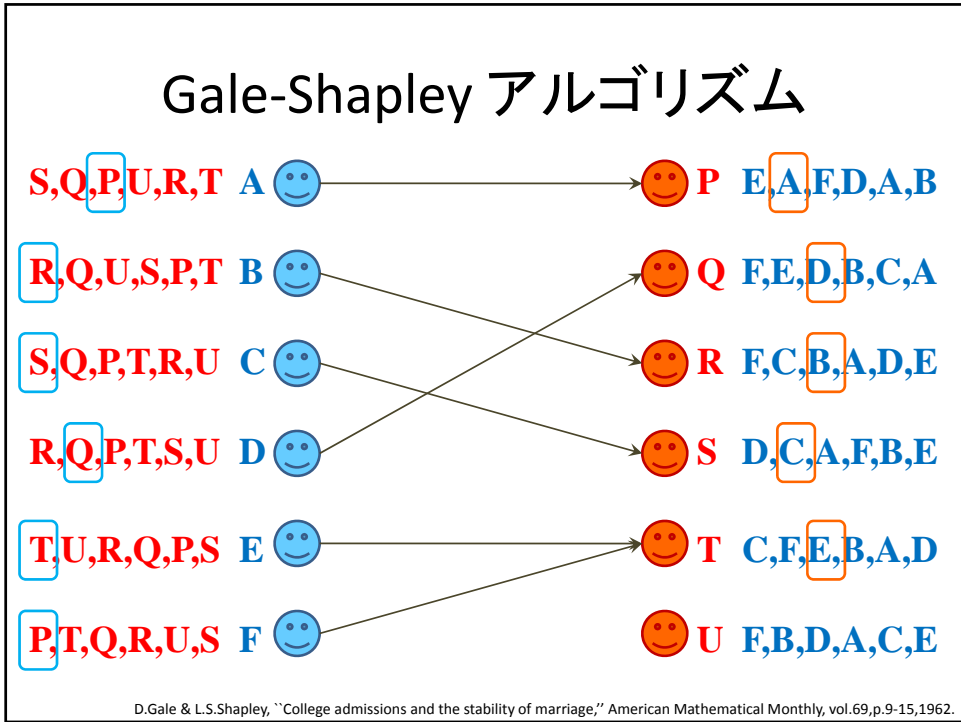 Gale-Shapley アルゴリズム
S,Q,P,U,R,T A P E,A,F,D,A,B
R,Q,U,S,P,T B Q F,E,D,B,C,A
S,Q,P,T,R,U C R F,C,B,A,D,E
R,Q,P,T,S,U D S D,C,A,F,B,E
T,U,R,Q,P,S E T C,F,E,B,A,D
P,T,Q,R,U,S F U F,B,D,A,C,E
D.Gale & L.S.Shapley, ``College admissions and the stability of marriage,'' American Mathematical Monthly, vol.69,p.9-15,1962.